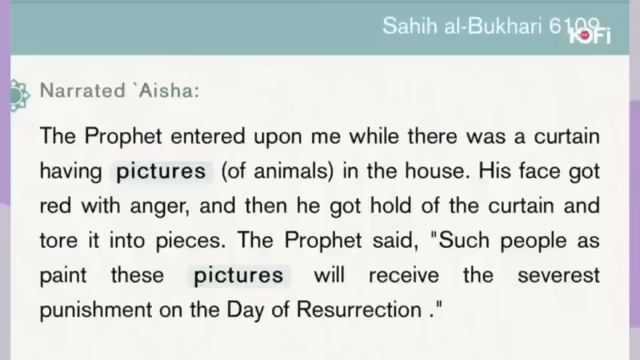 Sahih al-Bukhari 6109
KOFi
Narrated `Aisha:
The Prophet entered upon me while there was a curtain
having pictures (of animals) in the house. His face got
red with anger, and then he got hold of the curtain and
tore it into pieces. The Prophet said, "Such people as
paint these pictures will receive the severest
punishment on the Day of Resurrection ."